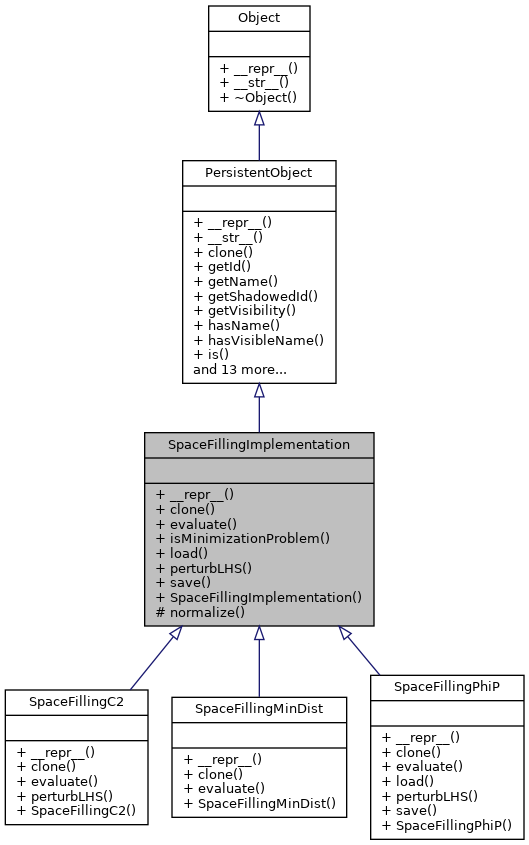 Object
+ __repr__()
+ __str__()
+ ~Object()
PersistentObject
+ __repr__()
+ __str__()
+ clone()
+ getId()
+ getName()
+ getShadowedId()
+ getVisibility()
+ hasName()
+ hasVisibleName()
+ is()
and 13 more...
SpaceFillingImplementation
+ __repr__()
+ clone()
+ evaluate()
+ isMinimizationProblem()
+ load()
+ perturbLHS()
+ save()
+ SpaceFillingImplementation()
# normalize()
SpaceFillingC2
+ __repr__()
+ clone()
+ evaluate()
+ perturbLHS()
+ SpaceFillingC2()
SpaceFillingMinDist
+ __repr__()
+ clone()
+ evaluate()
+ SpaceFillingMinDist()
SpaceFillingPhiP
+ __repr__()
+ clone()
+ evaluate()
+ load()
+ perturbLHS()
+ save()
+ SpaceFillingPhiP()